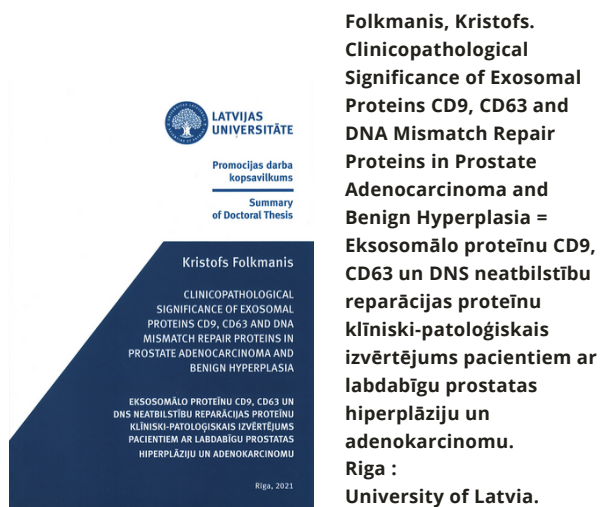 LATVIJAS
UNIVERSITĀTE
Promocijas darba
kopsavilkums
Summary
of Doctoral Thesis
Kristofs Folkmanis
CLINICOPATHOLOGICAL
SIGNIFICANCE OF EXOSOMAL
PROTEINS CD9, CD63 AND DNA
MISMATCH REPAIR PROTEINS IN
PROSTATE ADENOCARCINOMA AND
BENIGN HYPERPLASIA
EKSOSOMĀLO PROTEĪNU CD9, CD63 UN
DNS NEATBILSTĪBU REPARĀCIJAS PROTEĪNU
KLĪNISKI-PATOLOĢISKAIS IZVĒRTĒJUMS
PACIENTIEM AR LABDABĪGU PROSTATAS
HIPERPLĀZIJU UN ADENOKARCINOMU
Rīga, 2021
Folkmanis, Kristofs.
Clinicopathological
Significance of Exosomal
Proteins CD9, CD63 and
DNA Mismatch Repair
Proteins in Prostate
Adenocarcinoma and
Benign Hyperplasia =
Eksosomālo proteīnu CD9,
CD63 un DNS neatbilstību
reparācijas proteīnu
klīniski-patoloģiskais
izvērtējums pacientiem ar
labdabīgu prostatas
hiperplāziju un
adenokarcinomu.
Riga :
University of Latvia.